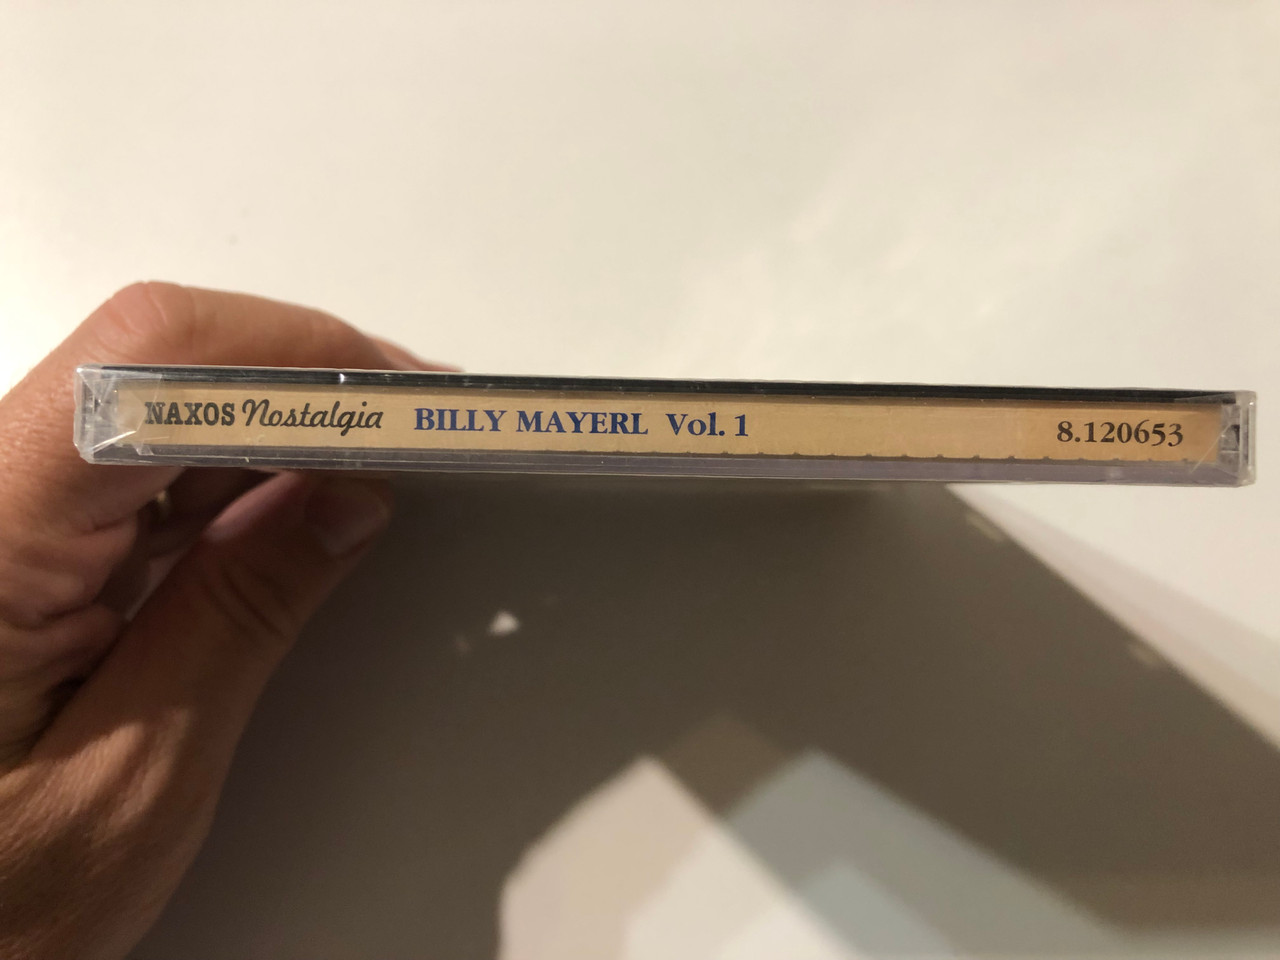 NAXOS Nostalgia BILLY MAYERL Vol. 1 8.120653